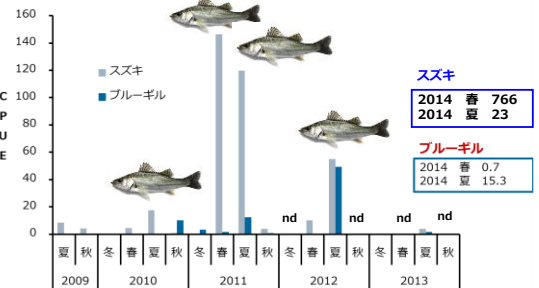 160
140
120
100
80
60
40
20
0
C
P
U
E
スズキ
ブルーギル
nd
nd
nd
nd
夏 秋 冬 春 夏 秋 冬 春 夏 秋 冬 春 夏 秋 冬 春 夏 秋
2009 2010 2011 2012 2013
スズキ
2014 春 766
2014 夏 23
ブルーギル
2014 春 0.7
2014 夏 15.3